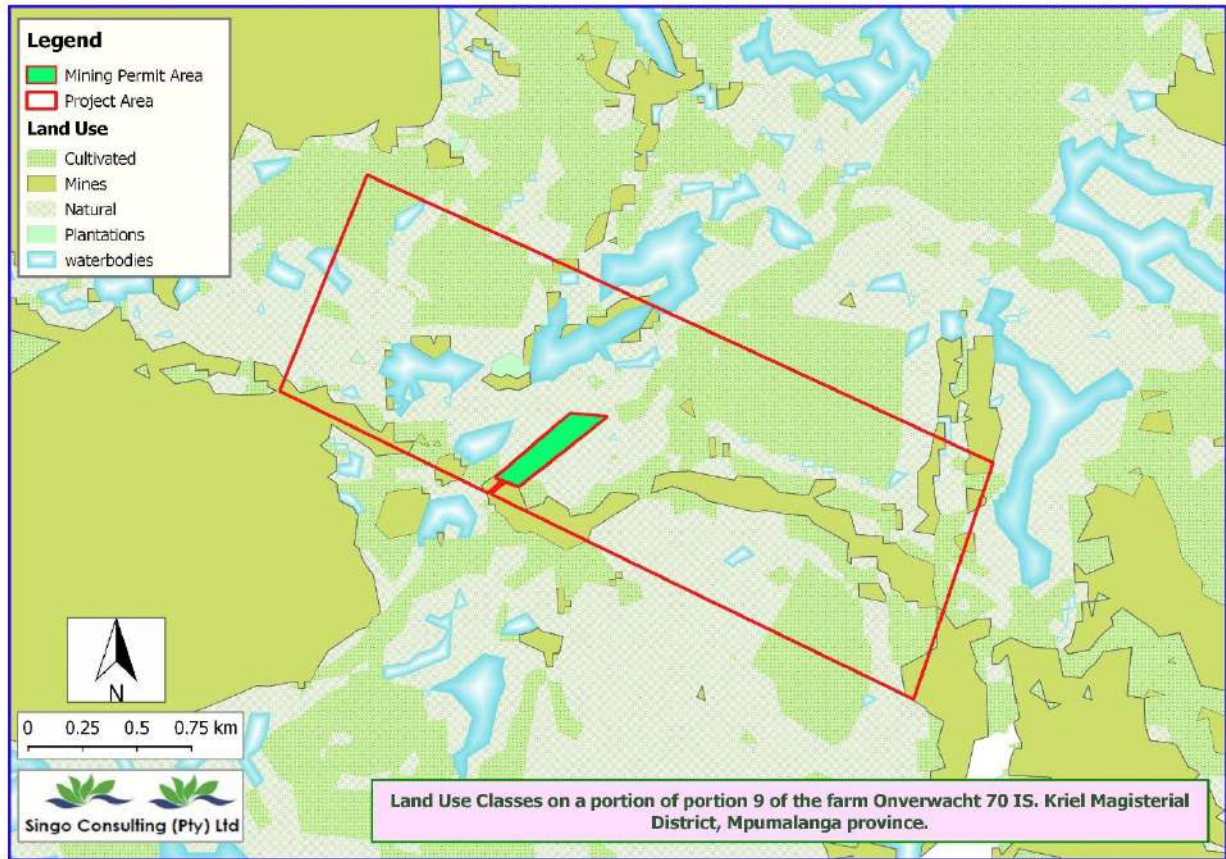 Legend
Mining Permit Area
Project Area
Land Use
Cultivated
Mines
Natural
Plantations
waterbodies
N
0 0.25 0.5 0.75 km
Singo Consulting (Pty) Ltd
Land Use Classes on a portion of portion 9 of the farm Onverwacht 70 IS. Kriel Magisterial
District, Mpumalanga province.